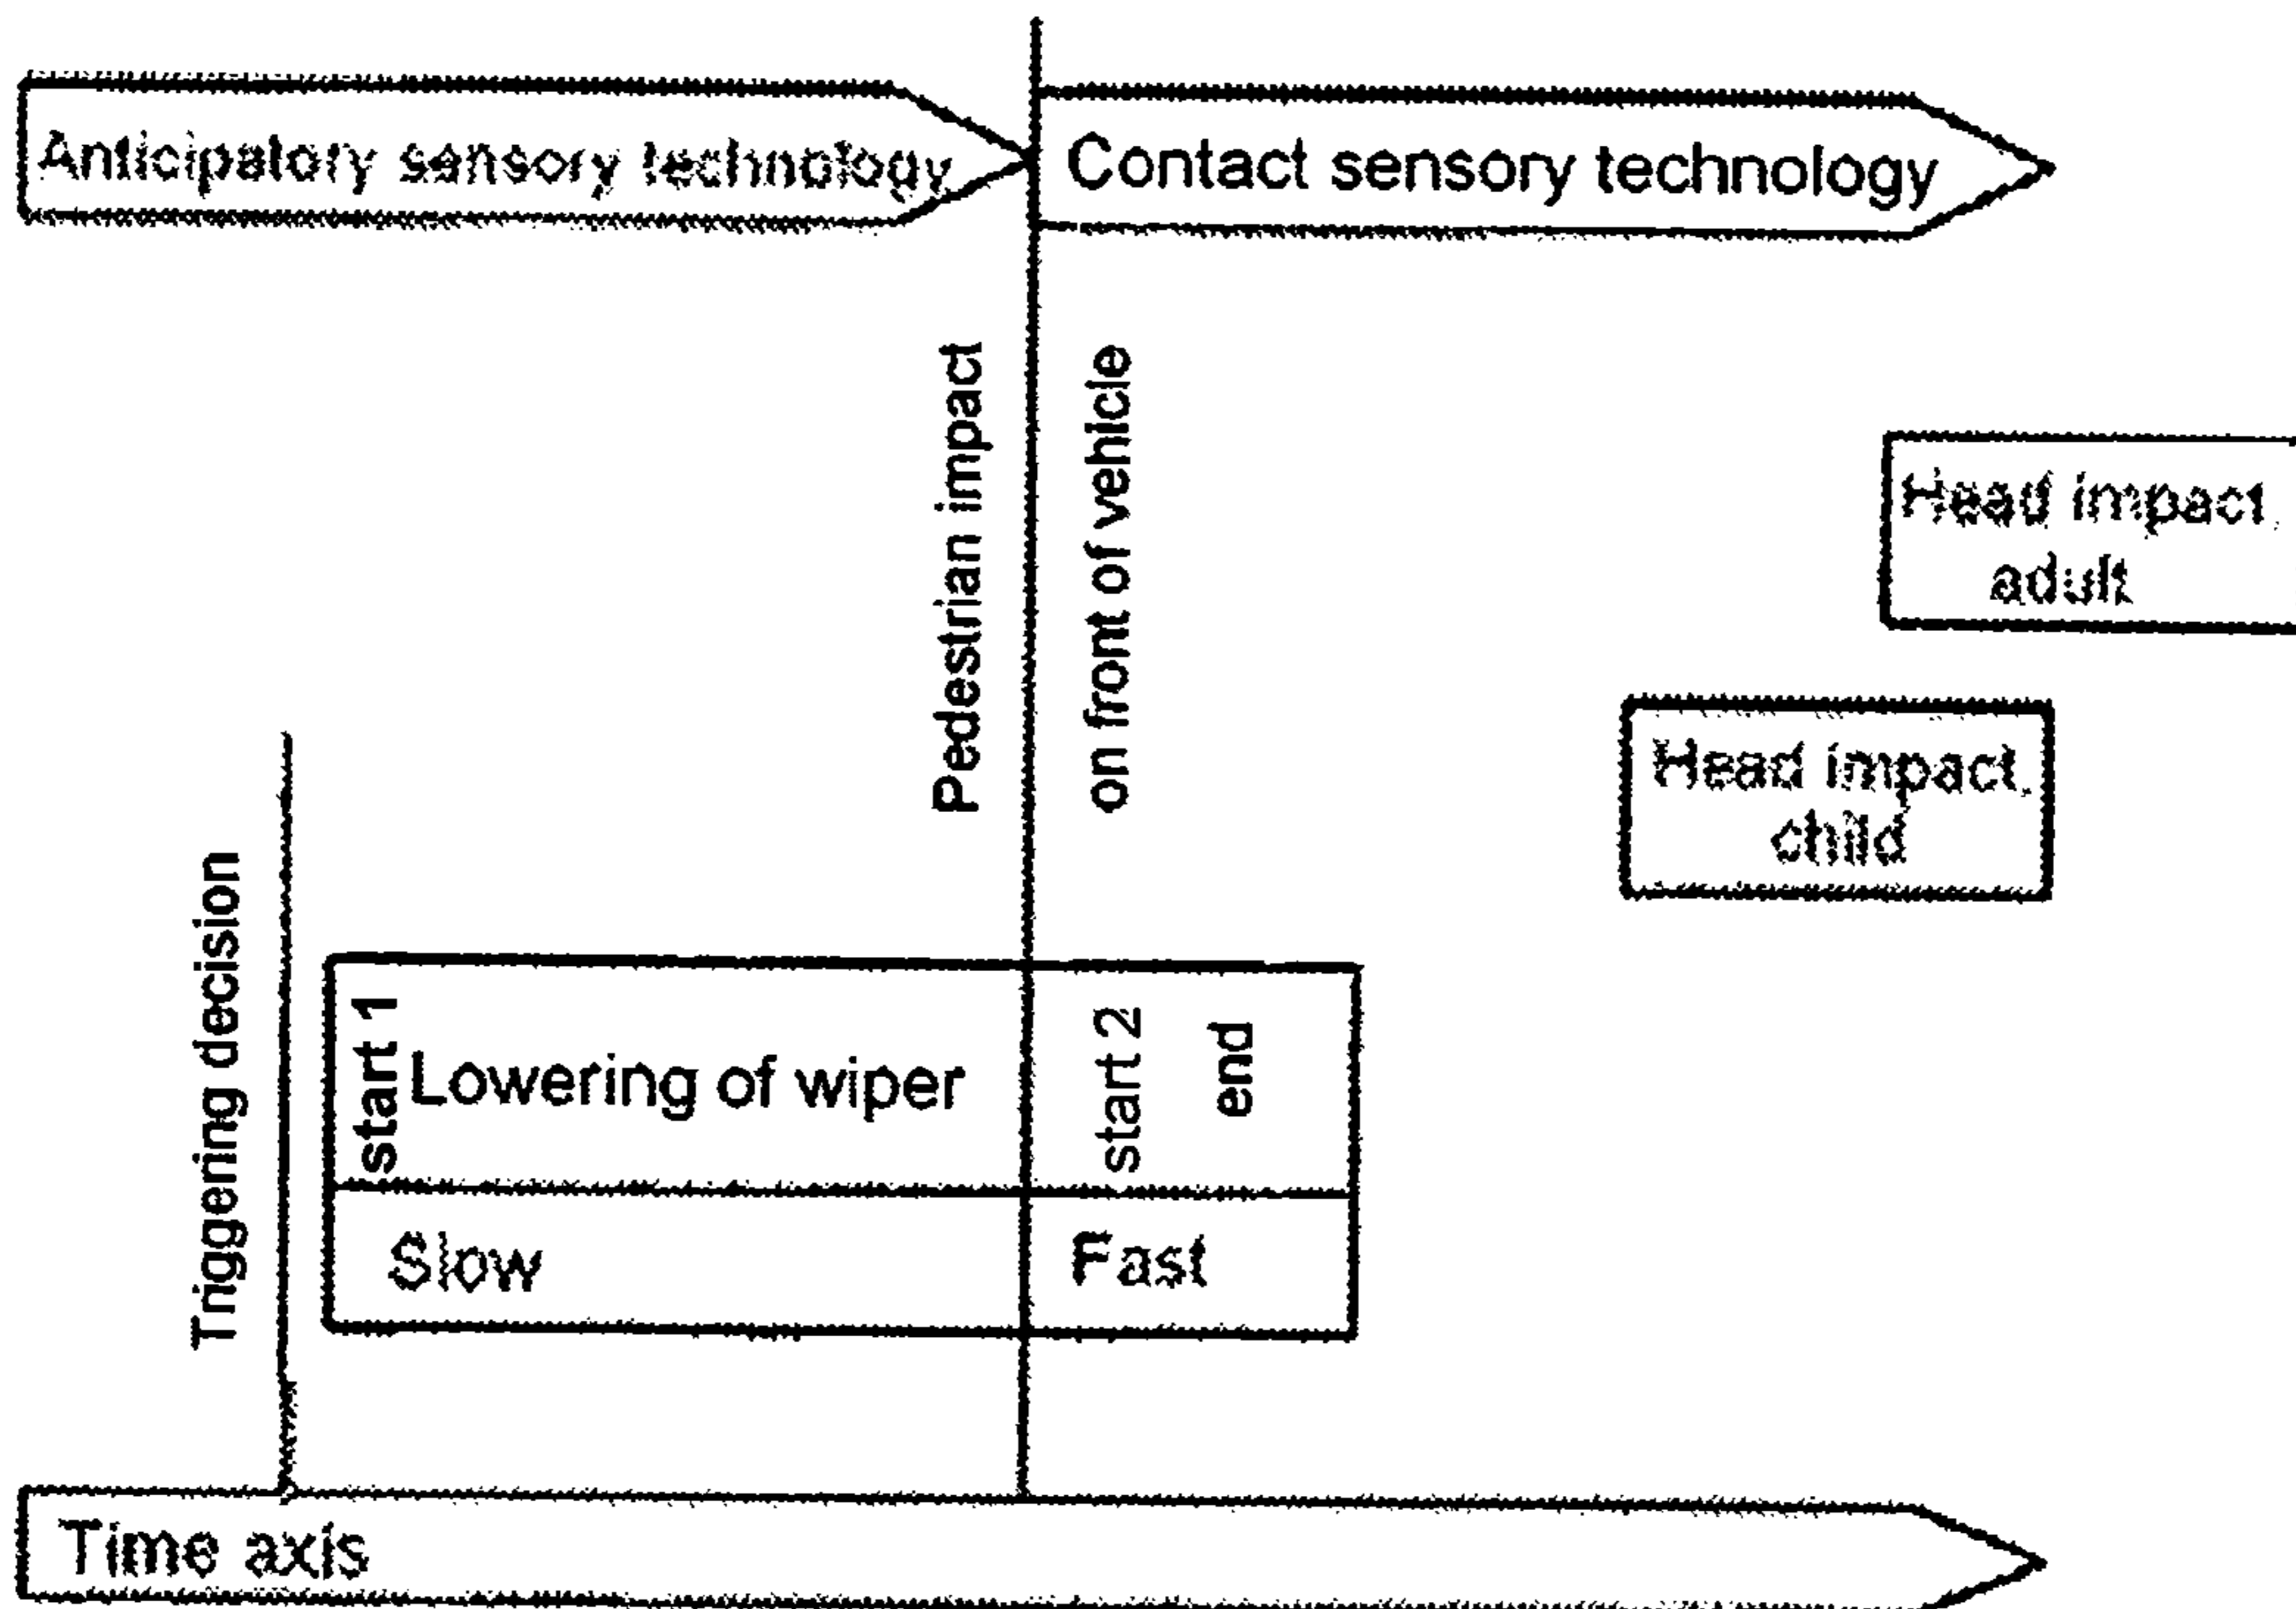 Anticipatory sensory technology
Contact sensory technology
Pedestrian impact
on front of vehicle
Head impact
adult
Head impact
child
Triggering decision
start 1
Lowering of wiper
start 2
end
Slow
Fast
Time axis